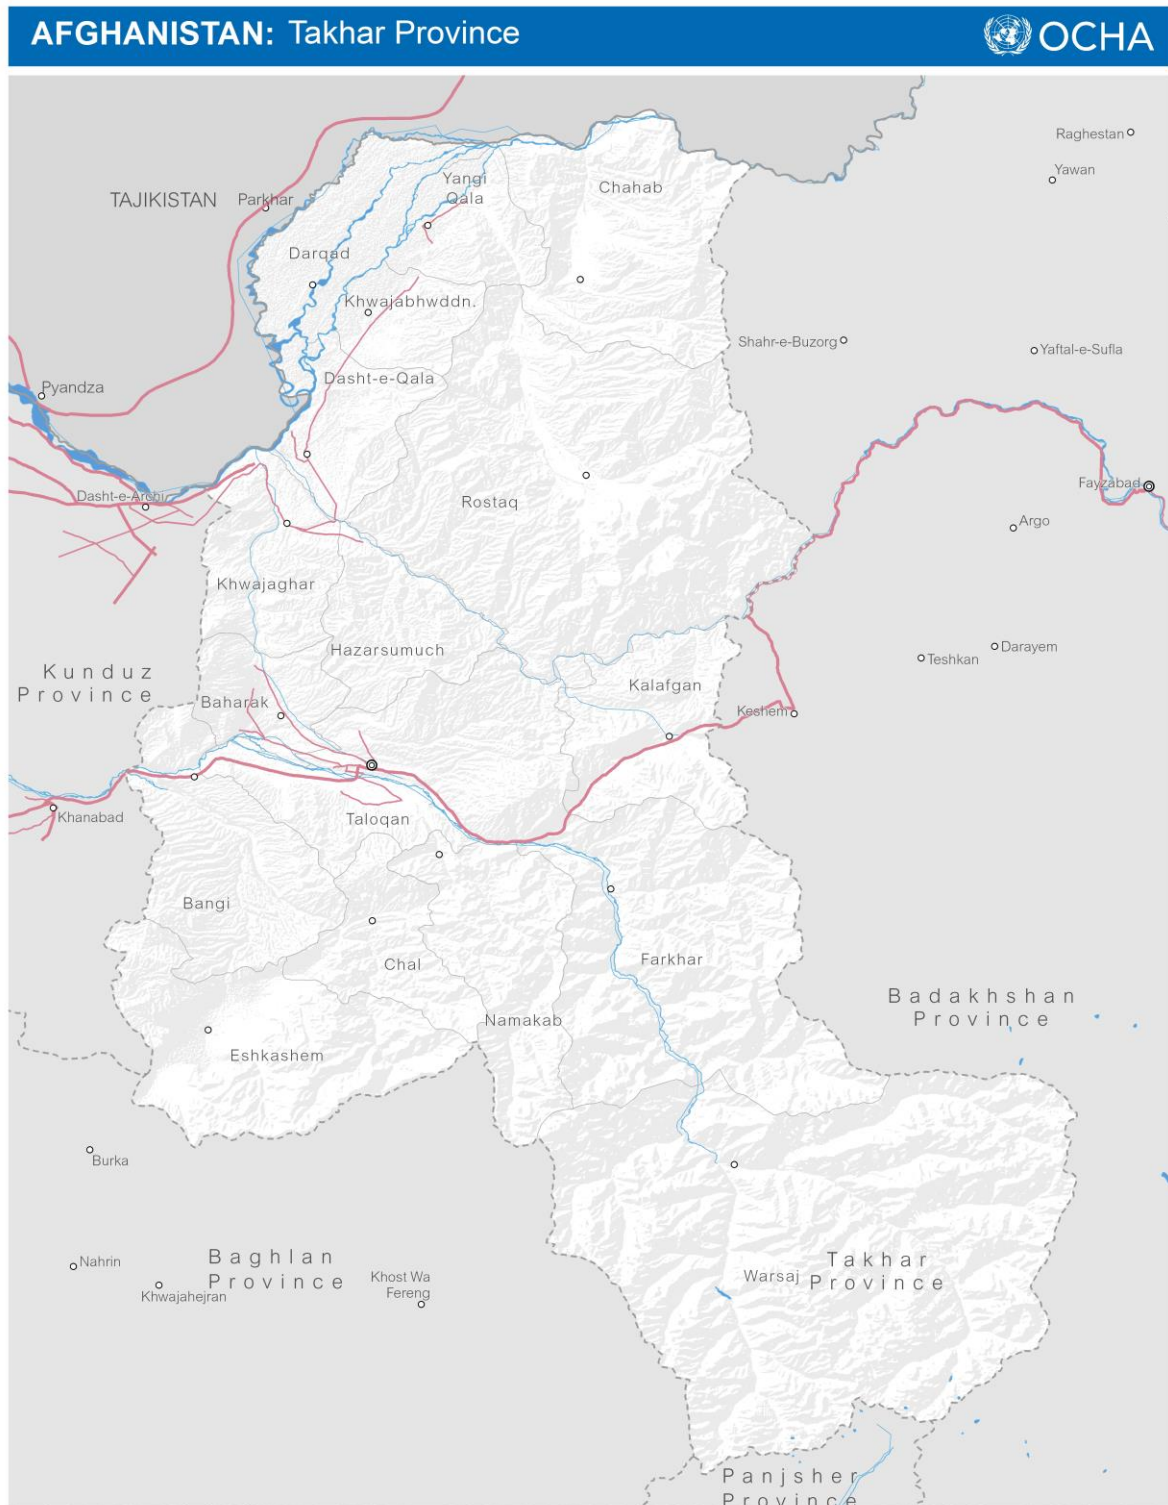 AFGHANISTAN: Takhar Province
OCHA
Raghestan
Yawan
Yangi
Qala
Chahab
TAJIKISTAN
Parkhar
Darqad
Khwajabhwddn.
Shahr-e-Buzorg
Yaftal-e-Sufla
Dasht-e-Qala
Pyandza
Fayzabad
Dasht-e-Archi
Rostaq
Argo
Khwajaghar
Hazarsumuch
Darayem
Teshkan
Kunduz
Province
Kalafgan
Baharak
Keshem
Khanabad
Taloqan
Bangi
Farkhar
Chal
Badakhshan
Province
Namakab
Eshkashem
Burka
Baghlan
Province
Nahrin
Khwajahejran
Khost Wa
Fereng
Takhar
Province
Warsaj
Panjsher
Province